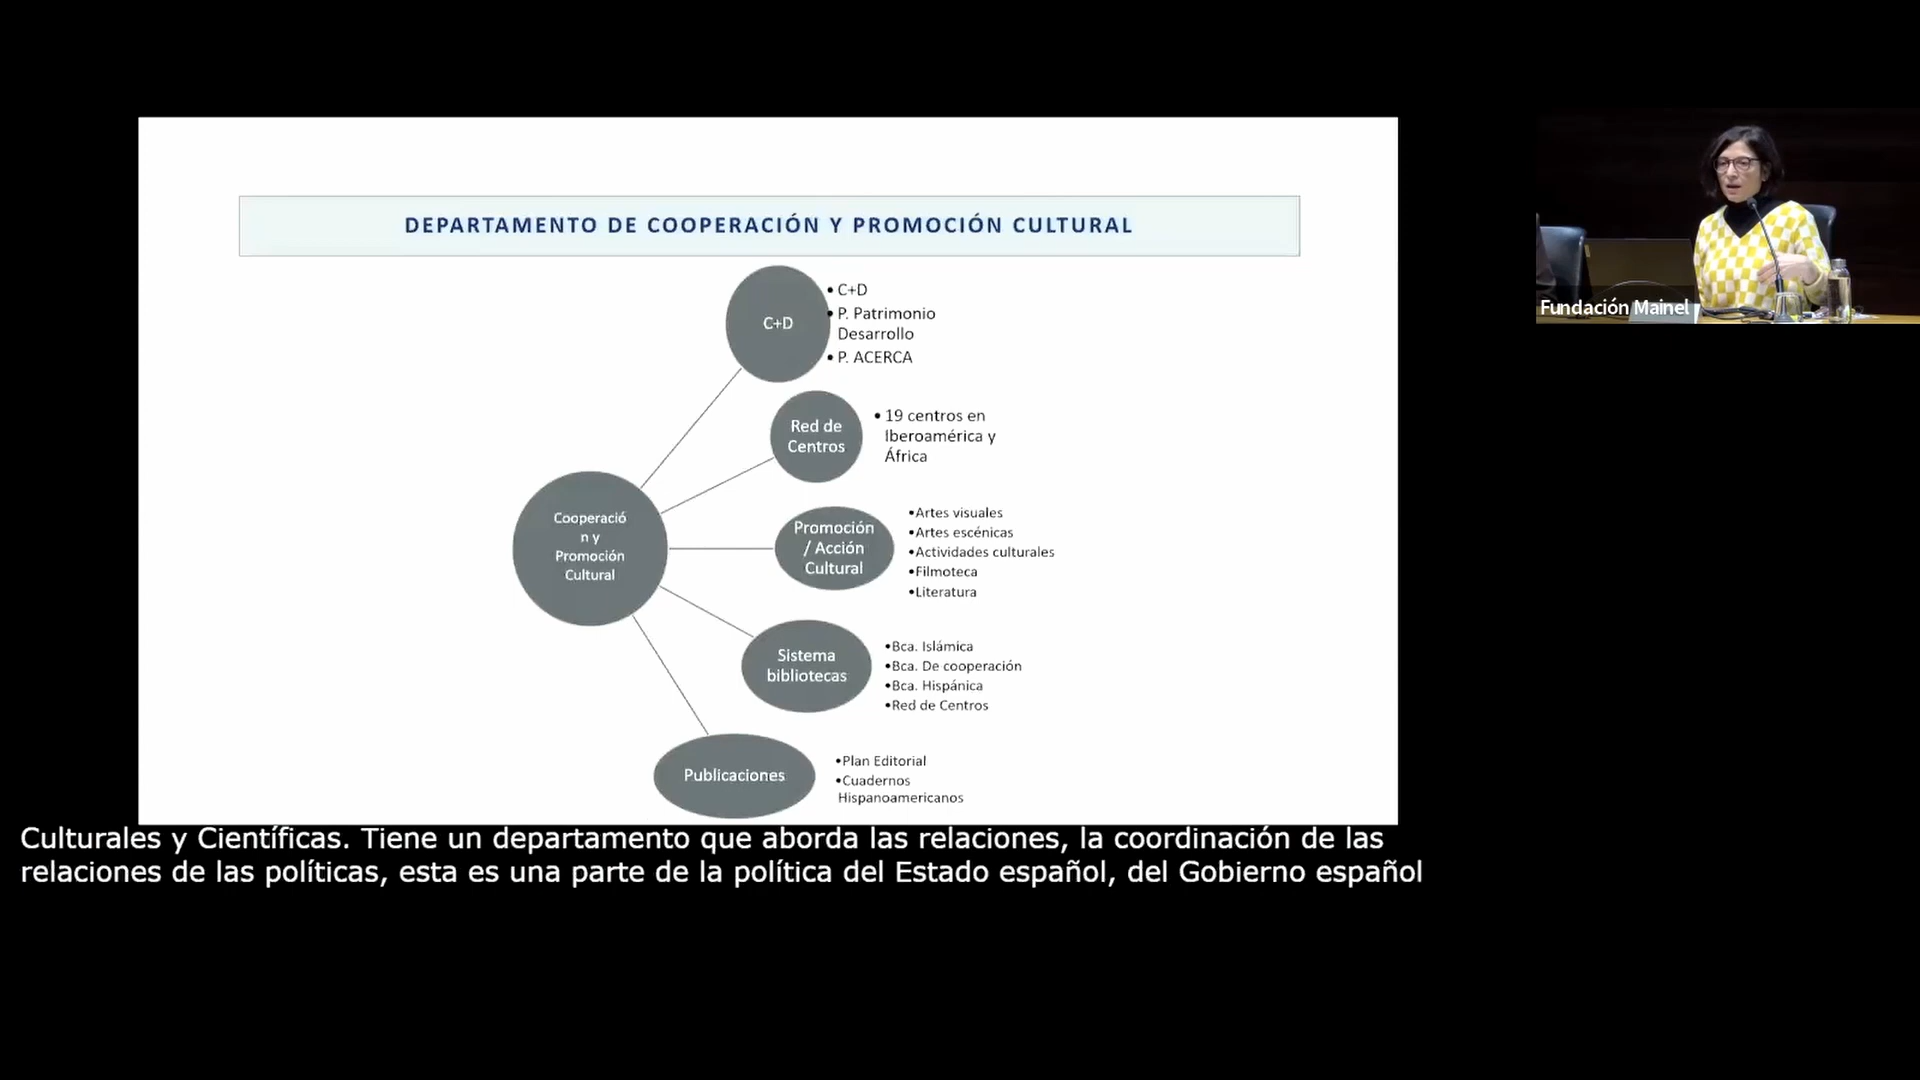 DEPARTAMENTO DE COOPERACIÓN Y PROMOCIÓN CULTURAL
C+D
• C+D
• P. Patrimonio
Desarrollo
• P. ACERCA
Red de
Centros
• 19 centros en
Iberoamérica y
África
Cooperació
n y
Promoción
Cultural
Promoción
/ Acción
Cultural
•Artes visuales
•Artes escénicas
•Actividades culturales
•Filmoteca
•Literatura
Sistema
bibliotecas
•Bca. Islámica
•Bca. De cooperación
•Bca. Hispánica
•Red de Centros
Publicaciones
•Plan Editorial
•Cuadernos
Hispanoamericanos
Fundación Mainel
Culturales y Científicas. Tiene un departamento que aborda las relaciones, la coordinación de las
relaciones de las políticas, esta es una parte de la política del Estado español, del Gobierno español